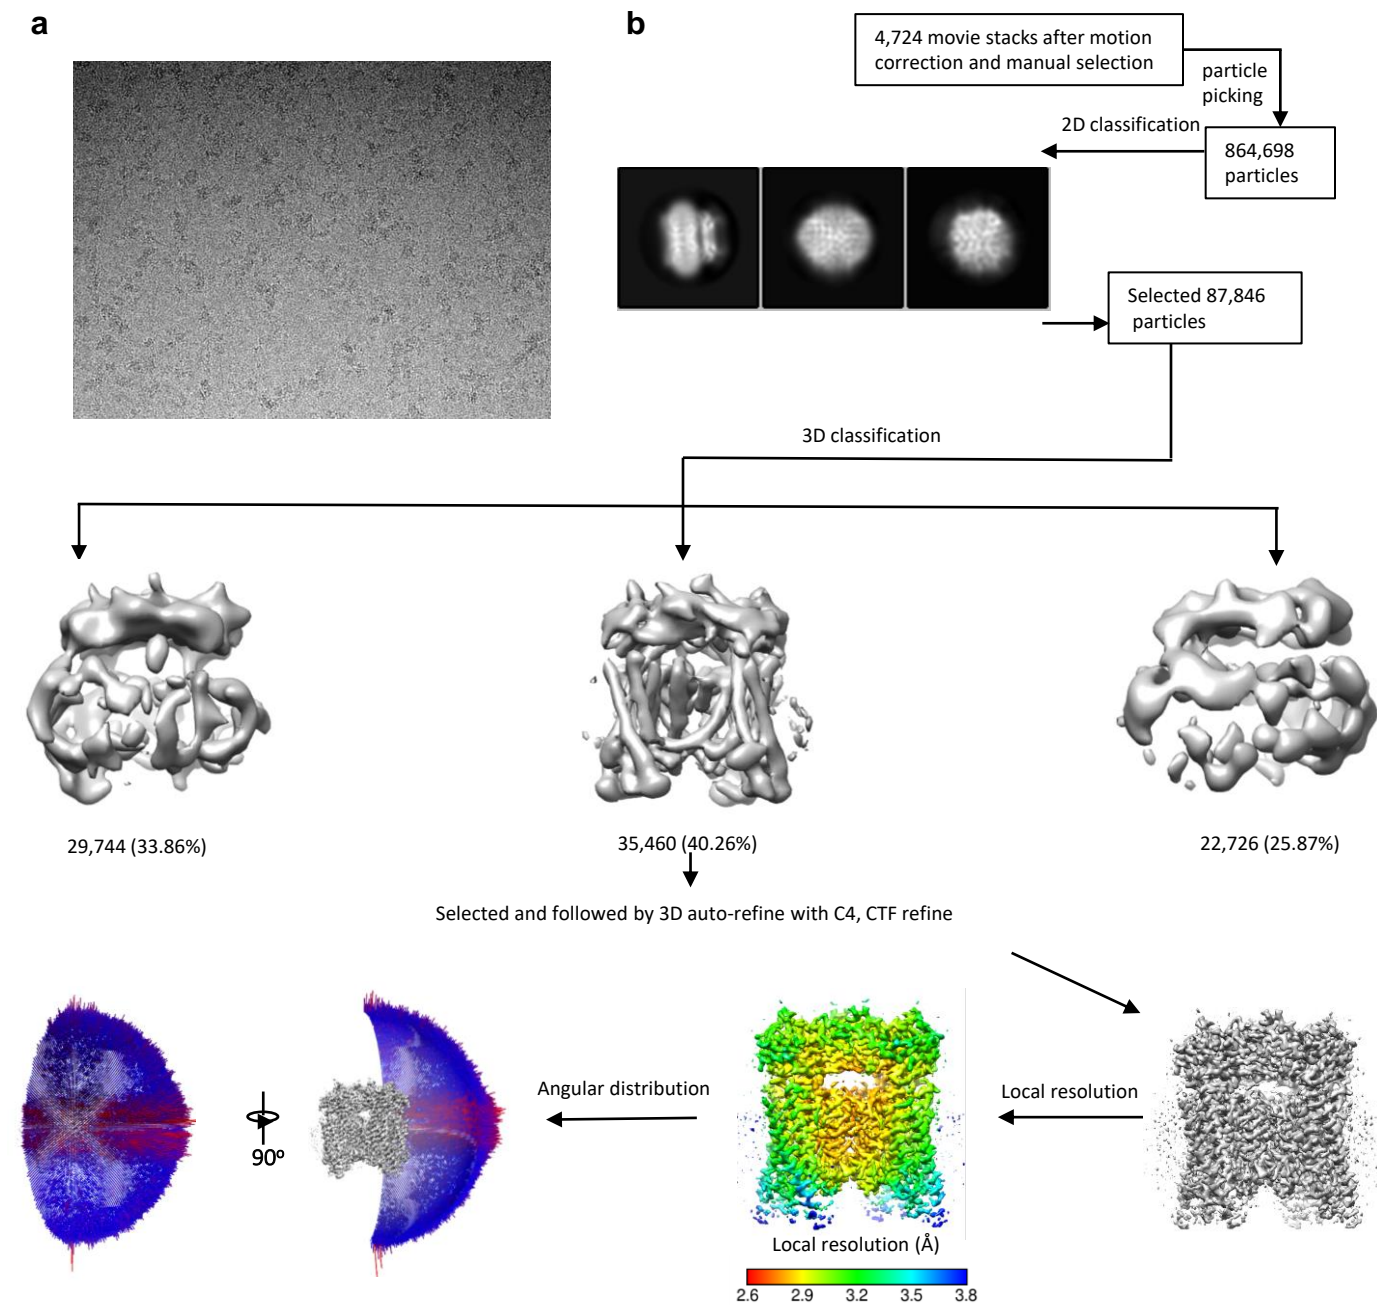 a
b
4,724 movie stacks after motion
correction and manual selection
particle
picking
2D classification
864,698
particles
Selected 87,846
particles
3D classification
29,744 (33.86%)
35,460 (40.26%)
22,726 (25.87%)
Selected and followed by 3D auto-refine with C4, CTF refine
90º
Angular distribution
Local resolution
Local resolution (Å)
2.6 2.9 3.2 3.5 3.8